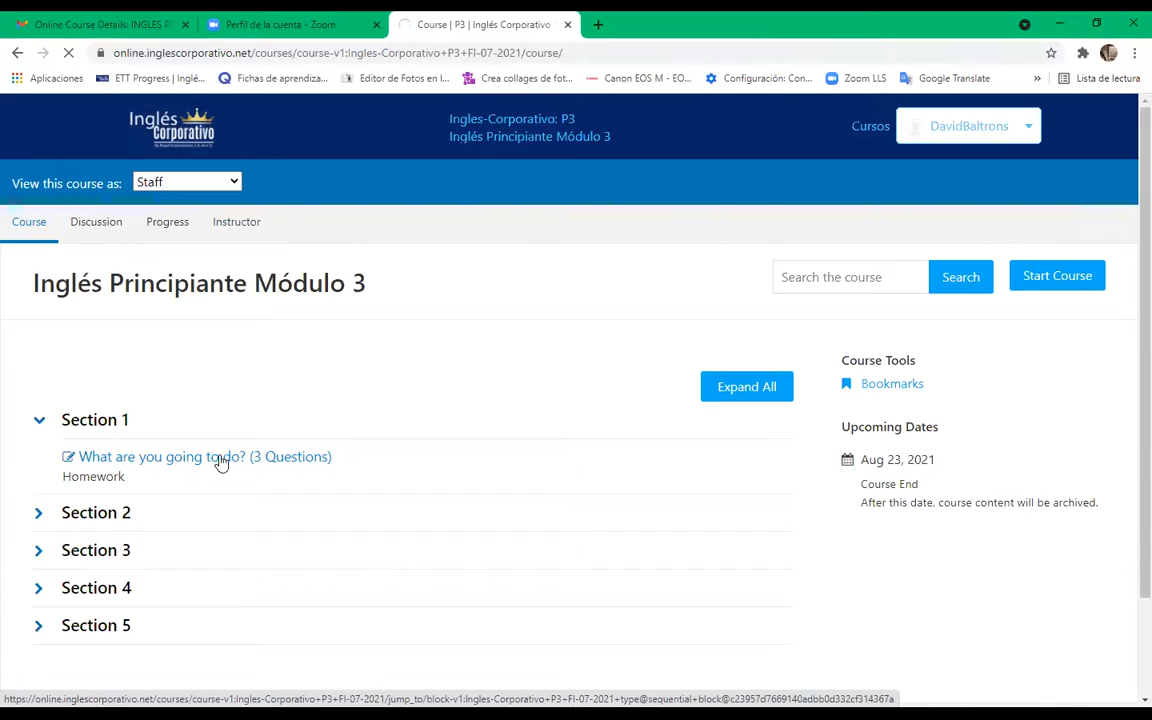 Online Course Details: INGLES P
Perfil de la cuenta - Zoom
Course | P3 | Inglés Corporativo
online.inglescorporativo.net/courses/course-v1:Ingles-Corporativo+P3+FI-07-2021/course/
Aplicaciones
ETT Progress | Inglé...
Fichas de aprendiza...
Editor de Fotos en l...
Crea collages de fot...
Canon EOS M - EO...
Configuración: Con...
Zoom LLS
Google Translate
»
Lista de lectura
Inglés
Corporativo
Ingles-Corporativo: P3
Inglés Principiante Módulo 3
Cursos
DavidBaltrons
View this course as:
Staff
Course
Discussion
Progress
Instructor
Inglés Principiante Módulo 3
Search the course
Search
Start Course
Expand All
Section 1
What are you going to do? (3 Questions)
Homework
Section 2
Section 3
Section 4
Section 5
Course Tools
Bookmarks
Upcoming Dates
Aug 23, 2021
Course End
After this date, course content will be archived.
https://online.inglescorporativo.net/courses/course-v1:Ingles-Corporativo+P3+FI-07-2021/jump_to/block-v1:Ingles-Corporativo+P3+FI-07-2021+type@sequential+block@c23957d7669140adbb0d332cf314367a